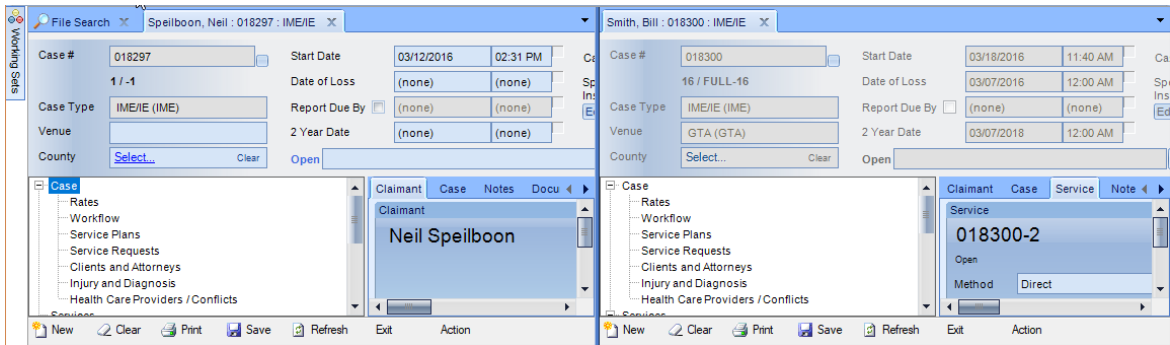 Working Sets
File Search
Speilboon, Neil : 018297 : IME/IE
Case # 018297 Start Date 03/12/2016 02:31 PM
1 / -1 Date of Loss (none) (none)
Case Type IME/IE (IME) Report Due By (none) (none)
Venue 2 Year Date (none) (none)
County Select... Clear Open
Case
Rates
Workflow
Service Plans
Service Requests
Clients and Attorneys
Injury and Diagnosis
Health Care Providers / Conflicts
Services
Claimant Case Notes Docu
Claimant
Neil Speilboon
New Clear Print Save Refresh Exit Action
Smith, Bill : 018300 : IME/IE
Case # 018300 Start Date 03/18/2016 11:40 AM Ca
16 / FULL-16 Date of Loss 03/07/2016 12:00 AM Spe
Case Type IME/IE (IME) Report Due By (none) (none) Ed
Venue GTA (GTA) 2 Year Date 03/07/2018 12:00 AM
County Select... Clear Open
Case
Rates
Workflow
Service Plans
Service Requests
Clients and Attorneys
Injury and Diagnosis
Health Care Providers / Conflicts
Services
Claimant Case Service Note
Service
018300-2
Open
Method Direct
New Clear Print Save Refresh Exit Action